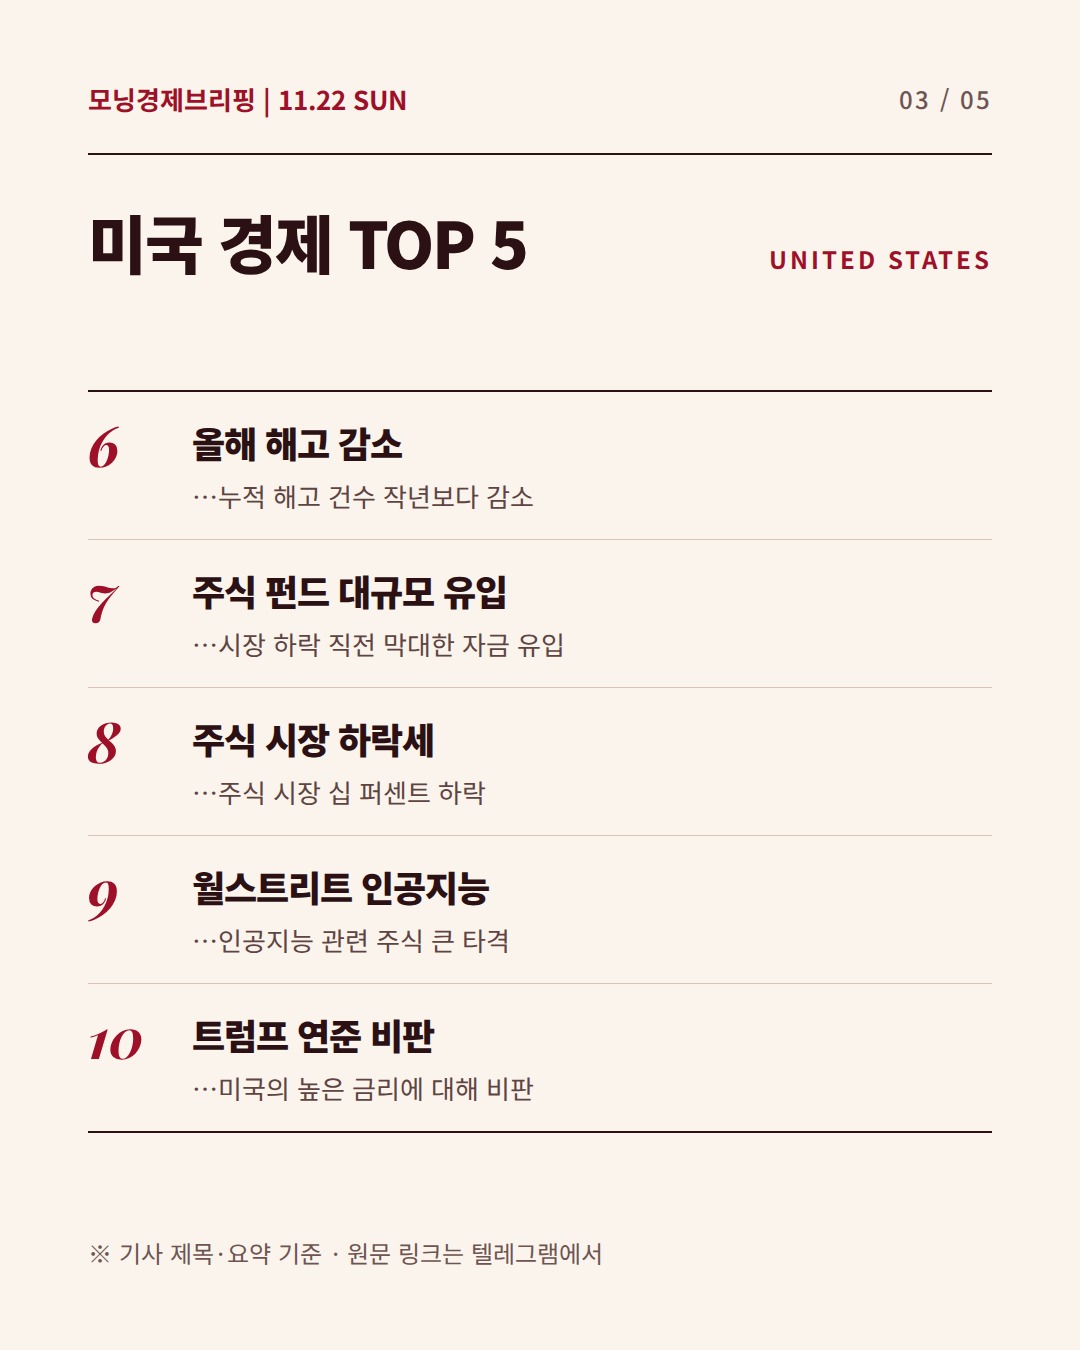 모닝경제브리핑 | 11.22 SUN
03 / 05
미국 경제 TOP 5
UNITED STATES
6
올해 해고 감소
…누적 해고 건수 작년보다 감소
7
주식 펀드 대규모 유입
…시장 하락 직전 막대한 자금 유입
8
주식 시장 하락세
…주식 시장 십 퍼센트 하락
9
월스트리트 인공지능
…인공지능 관련 주식 큰 타격
10
트럼프 연준 비판
…미국의 높은 금리에 대해 비판
※ 기사 제목·요약 기준 · 원문 링크는 텔레그램에서